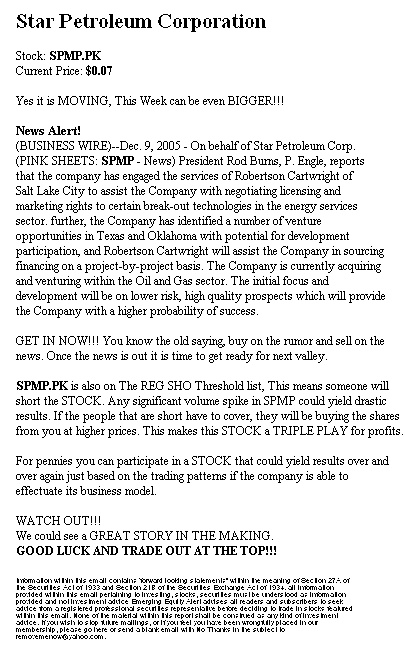 Star Petroleum Corporation
Stock: SPMP.PK
Current Price: $0.07
Yes it is MOVING, This Week can be even BIGGER!!!
News Alert!
(BUSINESS WIRE)--Dec. 9, 2005 - On behalf of Star Petroleum Corp.
(PINK SHEETS: SPMP - News) President Rod Burns, P. Engle, reports
that the company has engaged the services of Robertson Cartwright of
Salt Lake City to assist the Company with negotiating licensing and
marketing rights to certain break-out technologies in the energy services
sector. further, the Company has identified a number of venture
opportunities in Texas and Oklahoma with potential for development
participation, and Robertson Cartwright will assist the Company in sourcing
financing on a project-by-project basis. The Company is currently acquiring
and venturing within the Oil and Gas sector. The initial focus and
development will be on lower risk, high quality prospects which will provide
the Company with a higher probability of success.
GET IN NOW!!! You know the old saying, buy on the rumor and sell on the
news. Once the news is out it is time to get ready for next valley.
SPMP.PK is also on The REG SHO Threshold list, This means someone will
short the STOCK. Any significant volume spike in SPMP could yield drastic
results. If the people that are short have to cover, they will be buying the shares
from you at higher prices. This makes this STOCK a TRIPLE PLAY for profits.
For pennies you can participate in a STOCK that could yield results over and
over again just based on the trading patterns if the company is able to
effectuate its business model.
WATCH OUT!!!
We could see a GREAT STORY IN THE MAKING.
GOOD LUCK AND TRADE OUT AT THE TOP!!!
Information within this email contains "forward looking statements" within the meaning of Section 27A of
the Securities Act of 1933 and Section 21B of the Securities Exchange Act of 1934. all information
provided within this email pertaining to investing, stocks, securities must be understood as information
provided and not investment advice. Emerging Equity Alert advises all readers and subscribers to seek
advice from a registered professional securities representative before deciding to trade in stocks featured
within this email. None of the material within this report shall be construed as any kind of investment
advice. If you wish to stop future mailings, or if you feel you have been wrongfully placed in our
membership, please go here or send a blank email with No Thanks in the subject to
removemenow@yahoo.com.